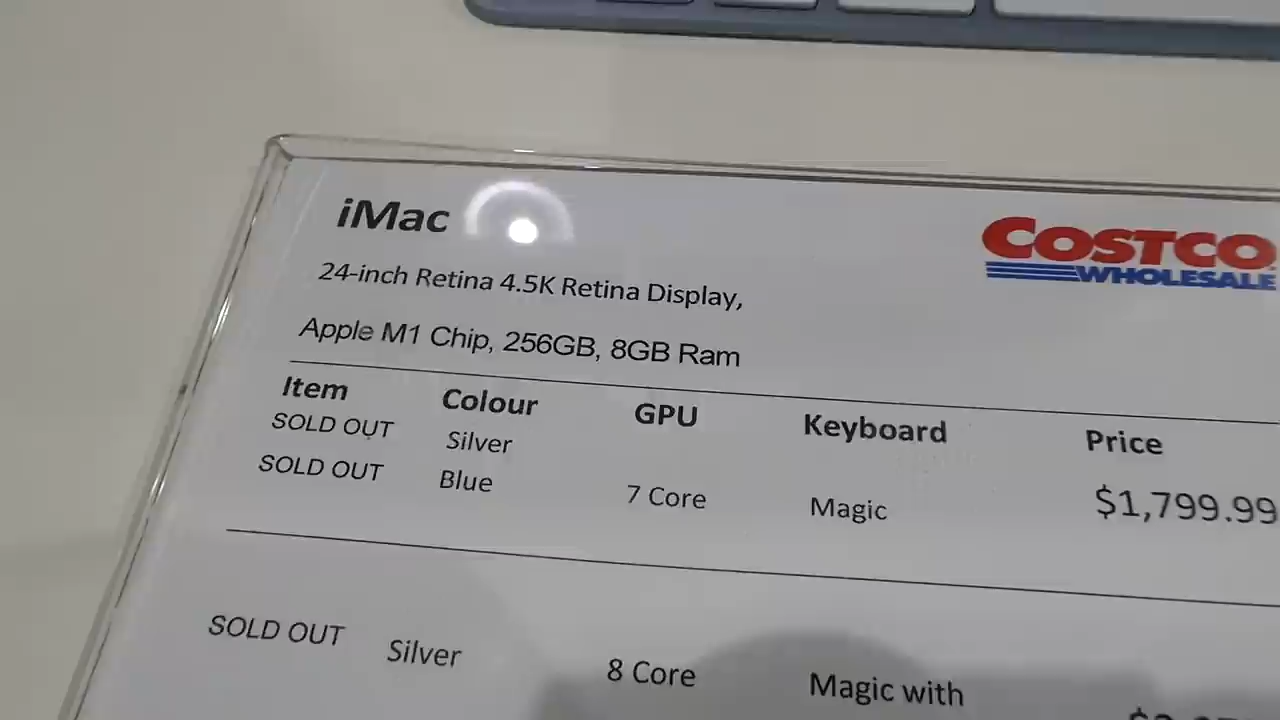 iMac
COSTCO
WHOLESALE
24-inch Retina 4.5K Retina Display,
Apple M1 Chip, 256GB, 8GB Ram
Item Colour GPU Keyboard Price
SOLD OUT Silver
SOLD OUT Blue 7 Core Magic $1,799.99
SOLD OUT Silver 8 Core Magic with